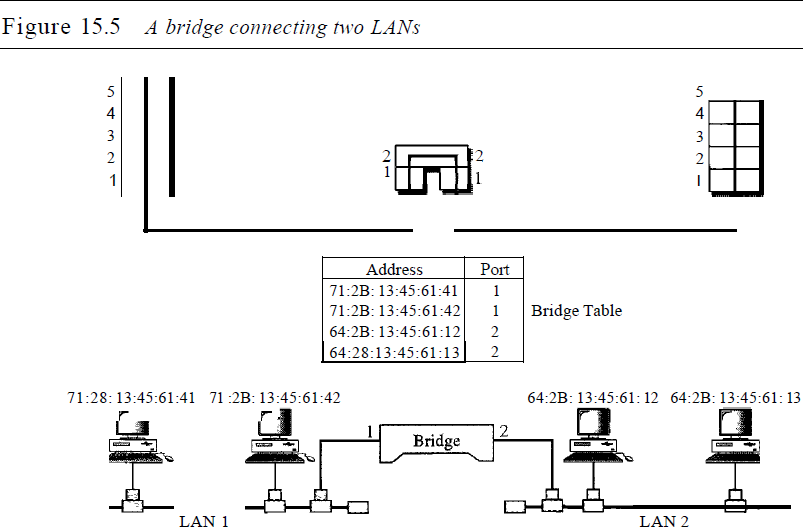 Figure 15.5 A bridge connecting two LANs
5
4
3
2
1
2 2
1 1
5
4
3
2
1
Address Port
71:2B: 13:45:61:41 1
71:2B: 13:45:61:42 1
64:2B: 13:45:61:12 2
64:28:13:45:61:13 2
Bridge Table
71:28: 13:45:61:41 71 :2B: 13:45:61:42 64:2B: 13:45:61: 12 64:2B: 13:45:61: 13
1 Bridge 2
LAN 1 LAN 2